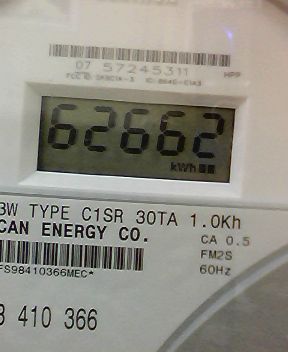 07 57245311 HPP
62662
kWh
3W TYPE C1SR 30TA 1.0Kh
CAN ENERGY CO.
CA 0.5
FM2S
FS98410366MEC*
60Hz
410 366